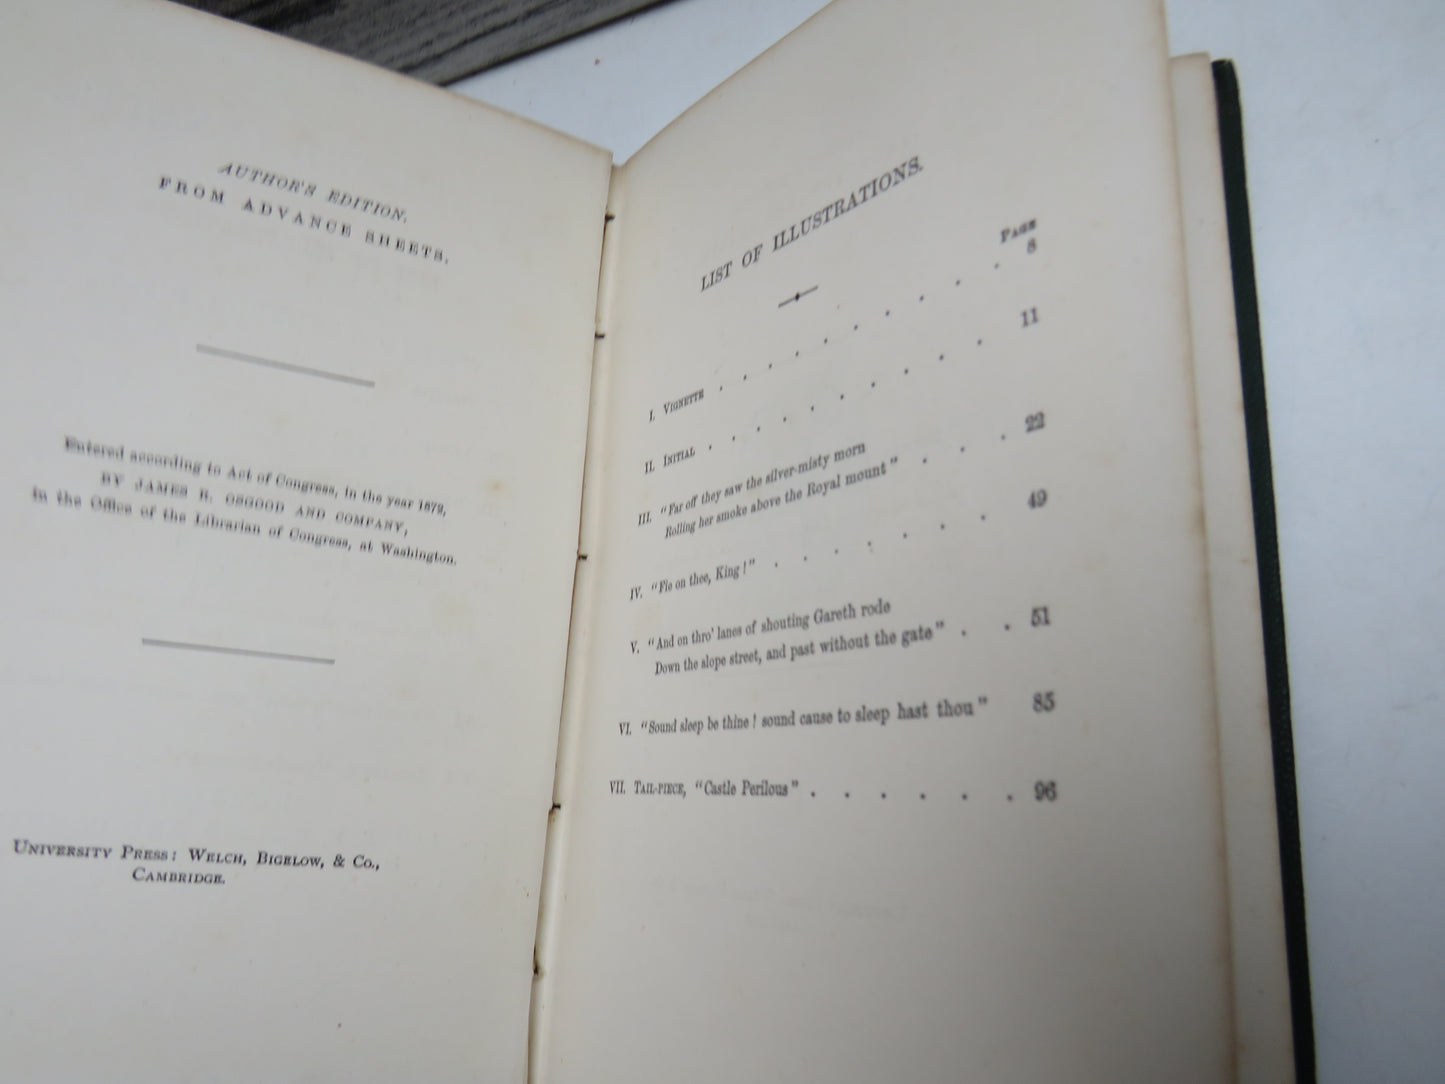 AUTHOR'S EDITION,
FROM ADVANCE SHEETS.
Entered according to Act of Congress, in the year 1872,
BY JAMES R. OSGOOD AND COMPANY,
in the Office of the Librarian of Congress, at Washington.
UNIVERSITY PRESS: WELCH, BIGELOW, & CO.,
CAMBRIDGE.
LIST OF ILLUSTRATIONS.
PAGE
I. VIGNETTE . . . . . . . . . 8
II. INITIAL . . . . . . . . . 11
III. "Far off they saw the silver-misty morn
Rolling her smoke above the Royal mount" . . . 22
IV. "Fie on thee, King!" . . . . . . . 49
V. "And on thro' lanes of shouting Gareth rode
Down the slope street, and past without the gate" . . 51
VI. "Sound sleep be thine! sound cause to sleep hast thou" 85
VII. TAIL-PIECE, "Castle Perilous" . . . . . . 96